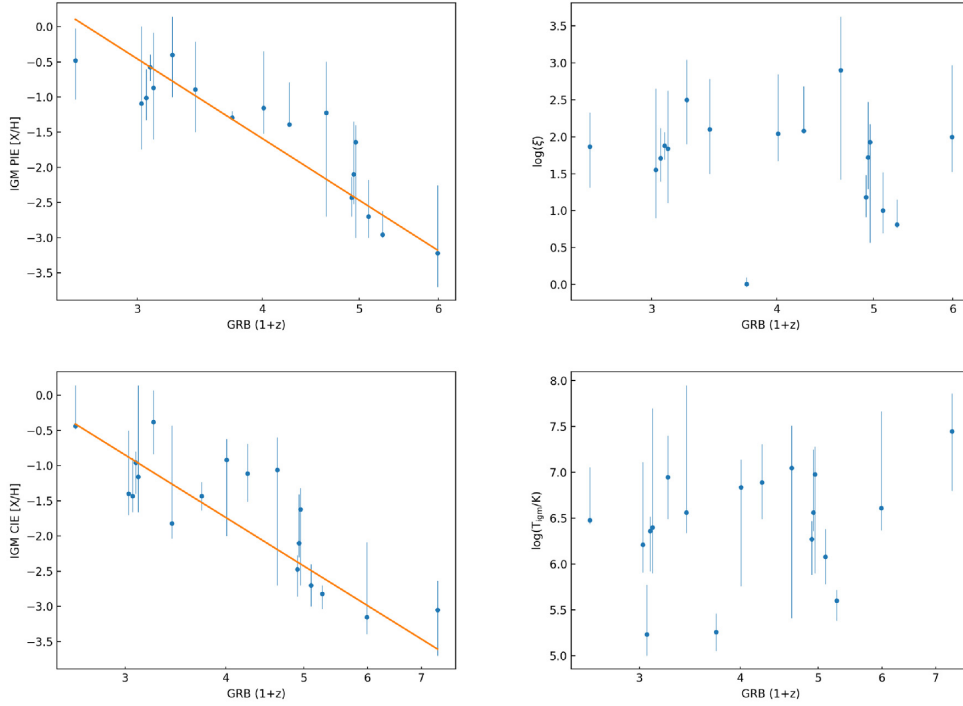 0.0
−0.5
−1.0
−1.5
−2.0
−2.5
−3.0
−3.5
IGM PIE [X/H]
3 4 5 6
GRB (1+z)
3.5
3.0
2.5
2.0
1.5
1.0
0.5
0.0
log(ξ)
3 4 5 6
GRB (1+z)
0.0
−0.5
−1.0
−1.5
−2.0
−2.5
−3.0
−3.5
IGM CIE [X/H]
3 4 5 6 7
GRB (1+z)
8.0
7.5
7.0
6.5
6.0
5.5
5.0
log(T_igm/K)
3 4 5 6 7
GRB (1+z)